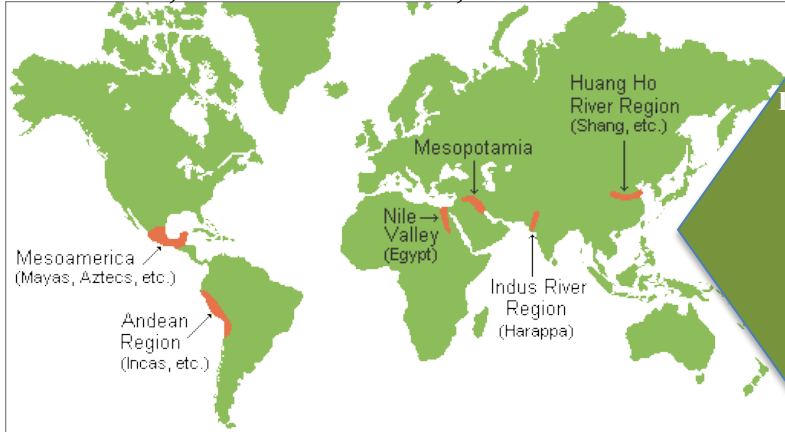 Huang Ho
River Region
(Shang, etc.)
Mesopotamia
Nile
Valley
(Egypt)
Indus River
Region
(Harappa)
Mesoamerica
(Mayas, Aztecs, etc.)
Andean
Region
(Incas, etc.)